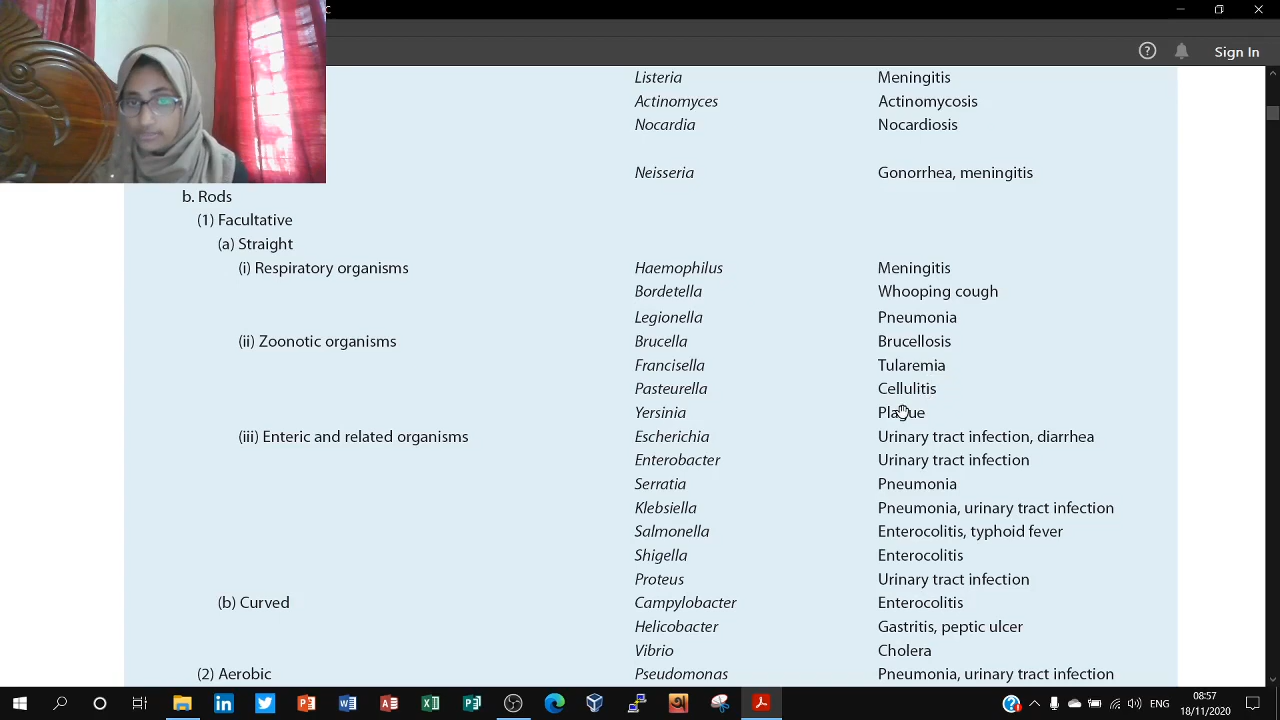 Sign In
Listeria Meningitis
Actinomyces Actinomycosis
Nocardia Nocardiosis
Neisseria Gonorrhea, meningitis
b. Rods
(1) Facultative
(a) Straight
(i) Respiratory organisms Haemophilus Meningitis
Bordetella Whooping cough
Legionella Pneumonia
(ii) Zoonotic organisms Brucella Brucellosis
Francisella Tularemia
Pasteurella Cellulitis
Yersinia Plague
(iii) Enteric and related organisms Escherichia Urinary tract infection, diarrhea
Enterobacter Urinary tract infection
Serratia Pneumonia
Klebsiella Pneumonia, urinary tract infection
Salmonella Enterocolitis, typhoid fever
Shigella Enterocolitis
Proteus Urinary tract infection
(b) Curved Campylobacter Enterocolitis
Helicobacter Gastritis, peptic ulcer
Vibrio Cholera
(2) Aerobic Pseudomonas Pneumonia, urinary tract infection
ENG
08:57
18/11/2020